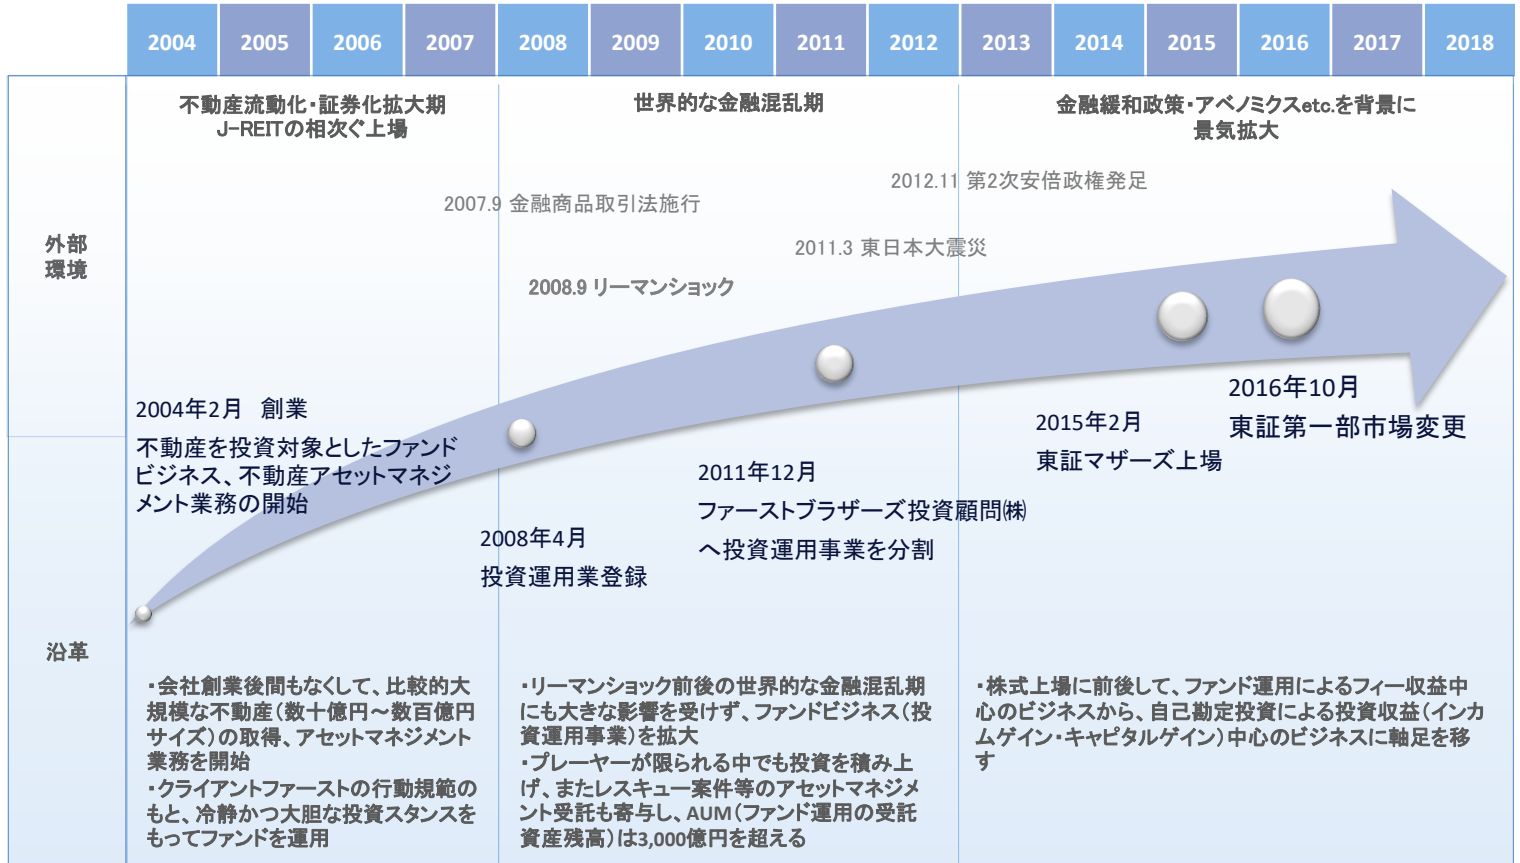 2004 2005 2006 2007 2008 2009 2010 2011 2012 2013 2014 2015 2016 2017 2018
不動産流動化・証券化拡大期
J-REITの相次ぐ上場
世界的な金融混乱期
金融緩和政策・アベノミクスetc.を背景に
景気拡大
外部
環境
2012.11 第2次安倍政権発足
2007.9 金融商品取引法施行
2011.3 東日本大震災
2008.9 リーマンショック
2004年2月 創業
不動産を投資対象としたファンド
ビジネス、不動産アセットマネジ
メント業務の開始
2008年4月
投資運用業登録
2011年12月
ファーストブラザーズ投資顧問㈱
へ投資運用事業を分割
2015年2月
東証マザーズ上場
2016年10月
東証第一部市場変更
沿革
・会社創業後間もなくして、比較的大
規模な不動産（数十億円～数百億円
サイズ）の取得、アセットマネジメント
業務を開始
・クライアントファーストの行動規範の
もと、冷静かつ大胆な投資スタンスを
もってファンドを運用
・リーマンショック前後の世界的な金融混乱期
にも大きな影響を受けず、ファンドビジネス（投
資運用事業）を拡大
・プレーヤーが限られる中でも投資を積み上
げ、またレスキュー案件等のアセットマネジメ
ント受託も寄与し、AUM（ファンド運用の受託
資産残高）は3,000億円を超える
・株式上場に前後して、ファンド運用によるフィー収益中
心のビジネスから、自己勘定投資による投資収益（インカ
ムゲイン・キャピタルゲイン）中心のビジネスに軸足を移
す